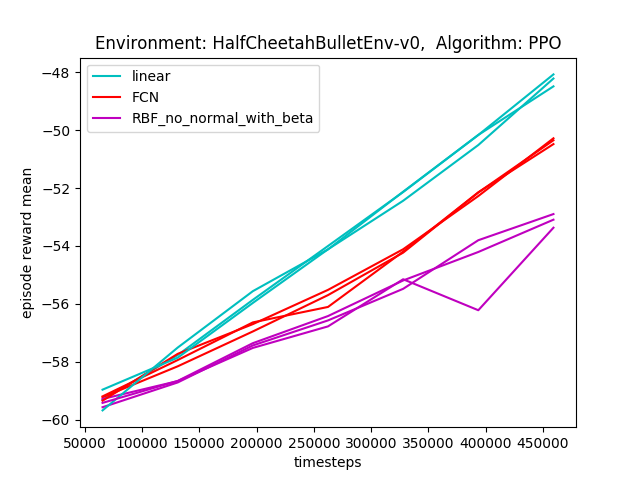 Environment: HalfCheetahBulletEnv-v0,  Algorithm: PPO
linear
FCN
RBF_no_normal_with_beta
episode reward mean
−48
−50
−52
−54
−56
−58
−60
50000 100000 150000 200000 250000 300000 350000 400000 450000
timesteps